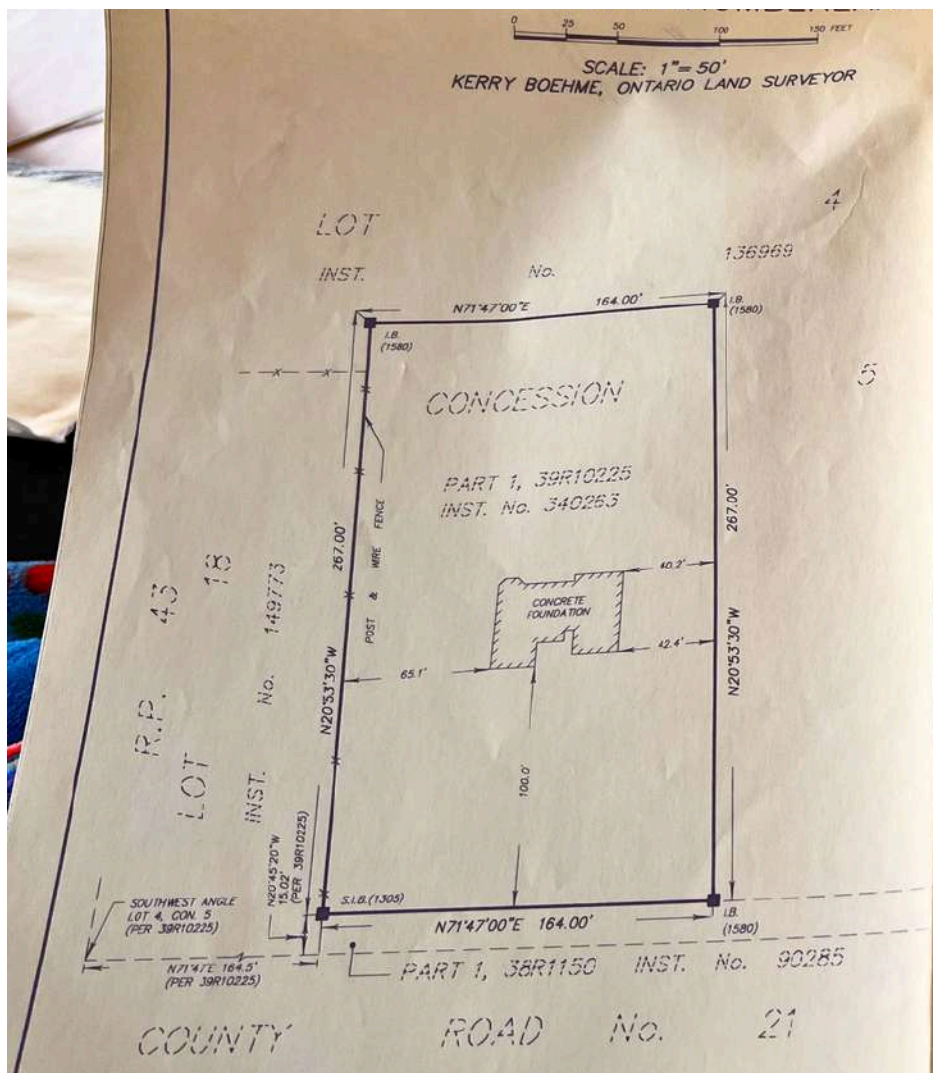 0 25 50 100 150 FEET
SCALE: 1"= 50'
KERRY BOEHME, ONTARIO LAND SURVEYOR
LOT 4
INST. No. 136969
N71°47'00"E 164.00'
I.B.
(1580)
I.B.
(1580)
CONCESSION 5
PART 1, 39R10225
INST. No. 340263
267.00'
POST & WIRE FENCE
N20°53'30"W
267.00'
N20°53'30"W
40.2'
CONCRETE
FOUNDATION
42.4'
65.1'
100.0'
R.P. 43
LOT 18
INST. No. 149773
N20°45'20"W
15.02'
(PER 39R10225)
SOUTHWEST ANGLE
LOT 4, CON. 5
(PER 39R10225)
S.I.B.(1305)
N71°47'00"E 164.00'
I.B.
(1580)
N71°47'E 164.5'
(PER 39R10225)
PART 1, 38R1150 INST. No. 90285
COUNTY ROAD No. 21